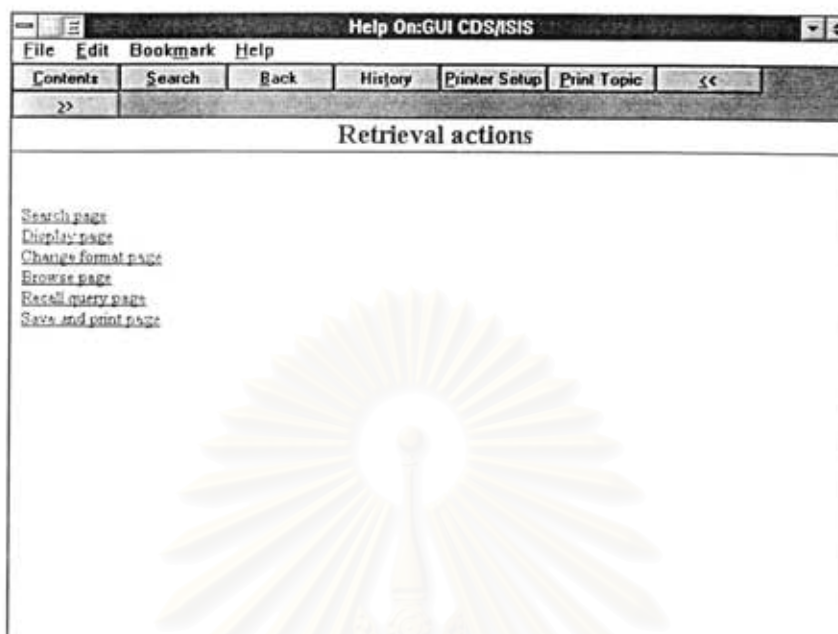 Help On:GUI CDS/ISIS
File Edit Bookmark Help
Contents Search Back History Printer Setup Print Topic <<
>>
Retrieval actions
Search page
Display page
Change format page
Browse page
Recall query page
Save and print page